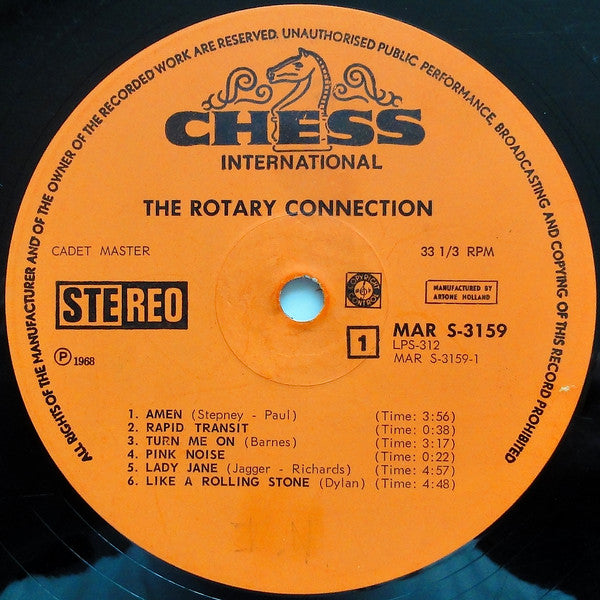 ALL RIGHTS OF THE MANUFACTURER AND OF THE OWNER OF THE RECORDED WORK ARE RESERVED. UNAUTHORISED PUBLIC PERFORMANCE, BROADCASTING AND COPYING OF THIS RECORD PROHIBITED
CHESS
INTERNATIONAL
THE ROTARY CONNECTION
CADET MASTER 33 1/3 RPM
STEREO
COPYRIGHT CONTROL
MANUFACTURED BY
ARTONE HOLLAND
1
MAR S-3159
LPS-312
MAR S-3159-1
Ⓟ 1968
1. AMEN (Stepney - Paul) (Time: 3:56)
2. RAPID TRANSIT (Time: 0:38)
3. TURN ME ON (Barnes) (Time: 3:17)
4. PINK NOISE (Time: 0:22)
5. LADY JANE (Jagger - Richards) (Time: 4:57)
6. LIKE A ROLLING STONE (Dylan) (Time: 4:48)